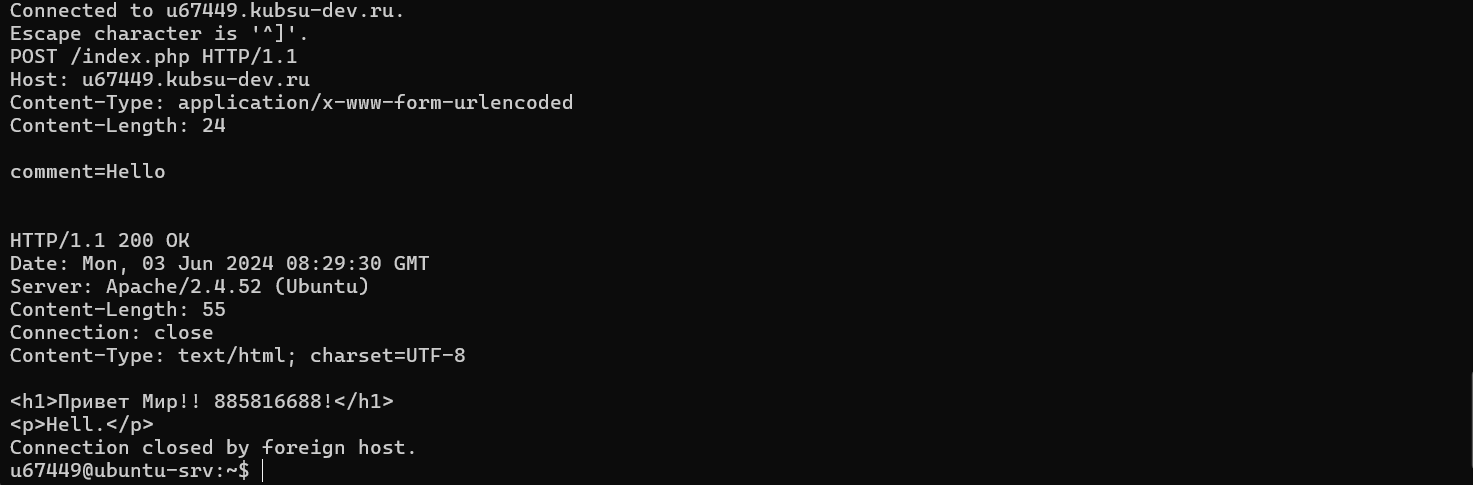 Connected to u67449.kubsu-dev.ru.
Escape character is '^]'.
POST /index.php HTTP/1.1
Host: u67449.kubsu-dev.ru
Content-Type: application/x-www-form-urlencoded
Content-Length: 24
comment=Hello
HTTP/1.1 200 OK
Date: Mon, 03 Jun 2024 08:29:30 GMT
Server: Apache/2.4.52 (Ubuntu)
Content-Length: 55
Connection: close
Content-Type: text/html; charset=UTF-8
<h1>Привет Мир!! 885816688!</h1>
<p>Hell.</p>
Connection closed by foreign host.
u67449@ubuntu-srv:~$